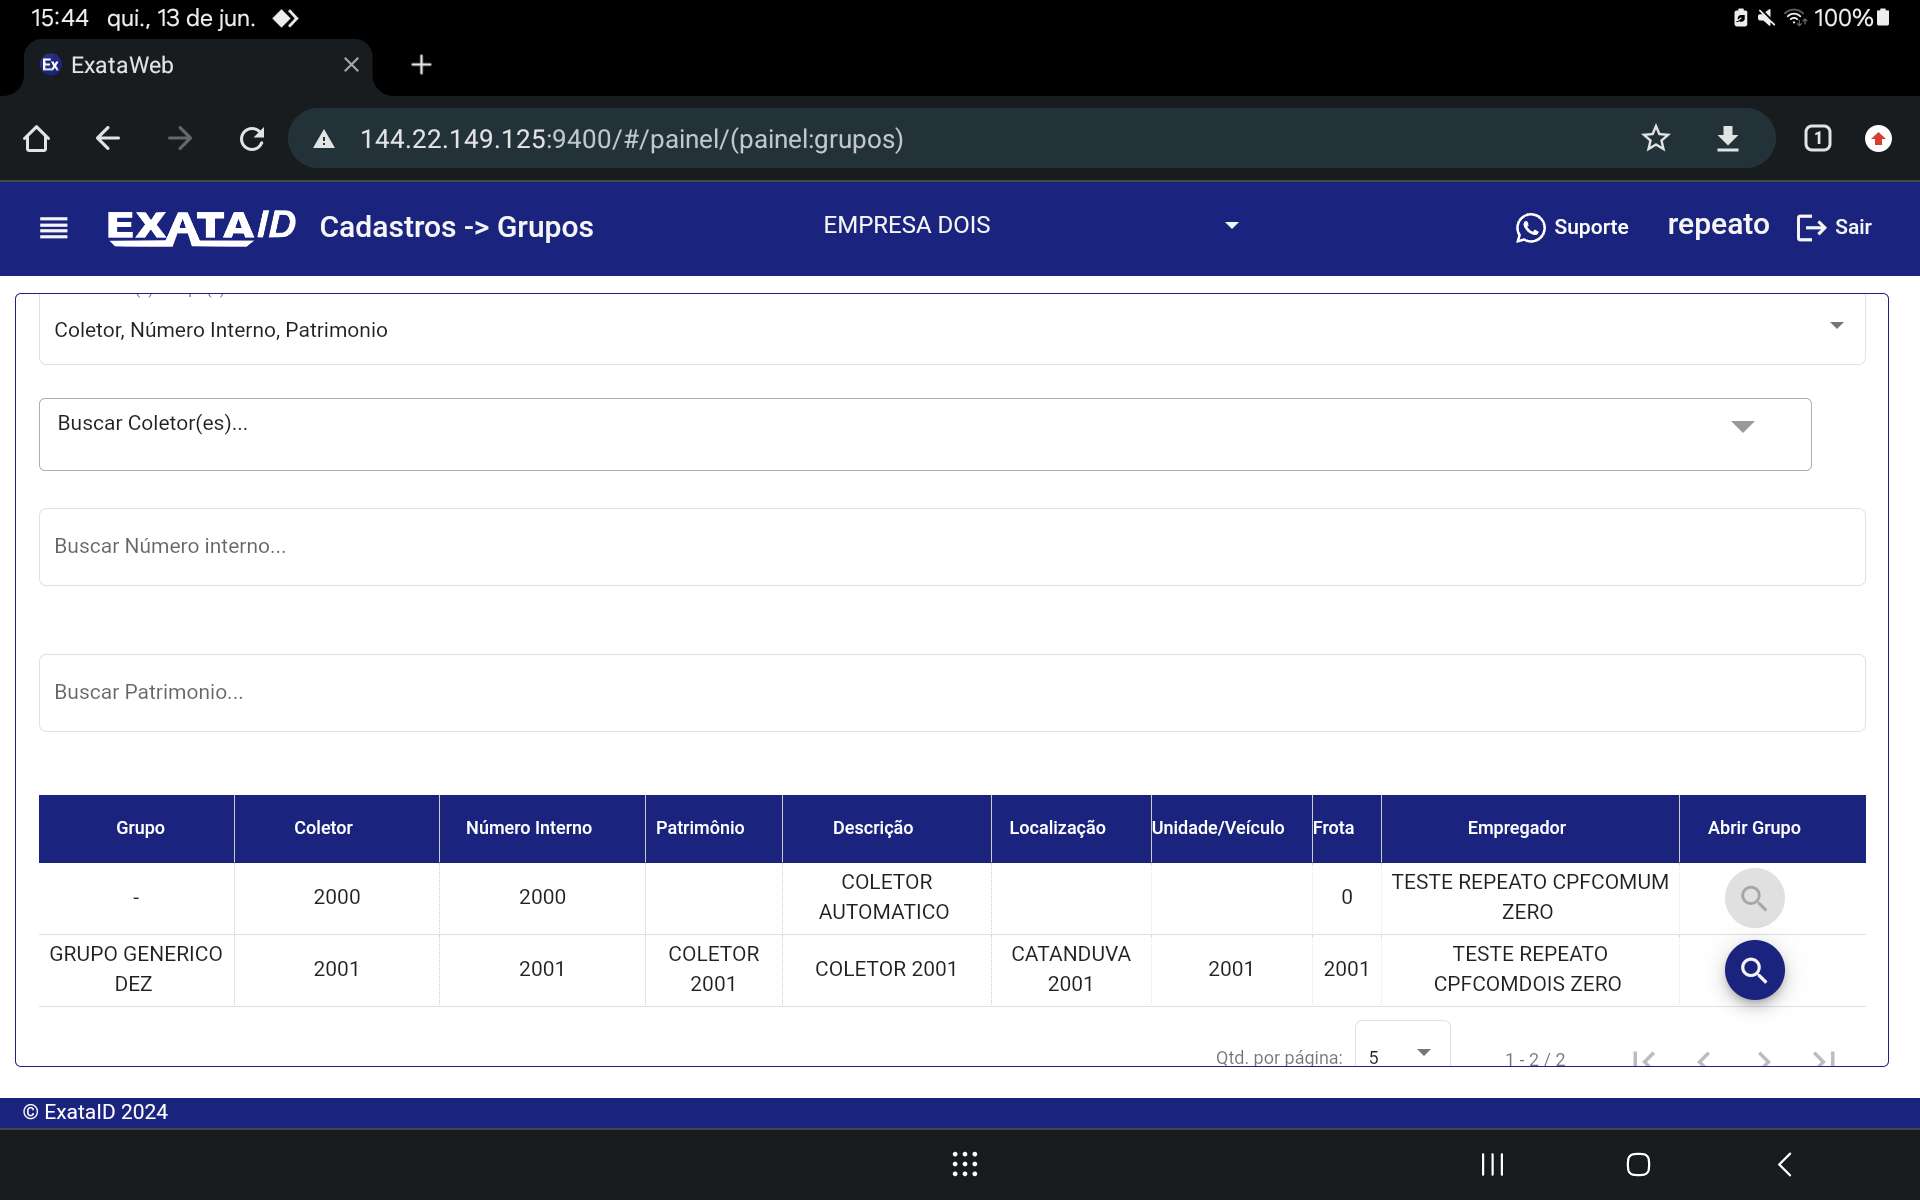 15:44 qui., 13 de jun. 100%
Ex ExataWeb
144.22.149.125:9400/#/painel/(painel:grupos) 1
EXATAID Cadastros -> Grupos EMPRESA DOIS Suporte repeato Sair
Coletor, Número Interno, Patrimonio
Buscar Coletor(es)...
Buscar Número interno...
Buscar Patrimonio...
Grupo Coletor Número Interno Patrimônio Descrição Localização Unidade/Veículo Frota Empregador Abrir Grupo
- 2000 2000 COLETOR AUTOMATICO 0 TESTE REPEATO CPFCOMUM ZERO
GRUPO GENERICO DEZ 2001 2001 COLETOR 2001 COLETOR 2001 CATANDUVA 2001 2001 2001 TESTE REPEATO CPFCOMDOIS ZERO
Qtd. por página: 5 1 - 2 / 2
© ExataID 2024